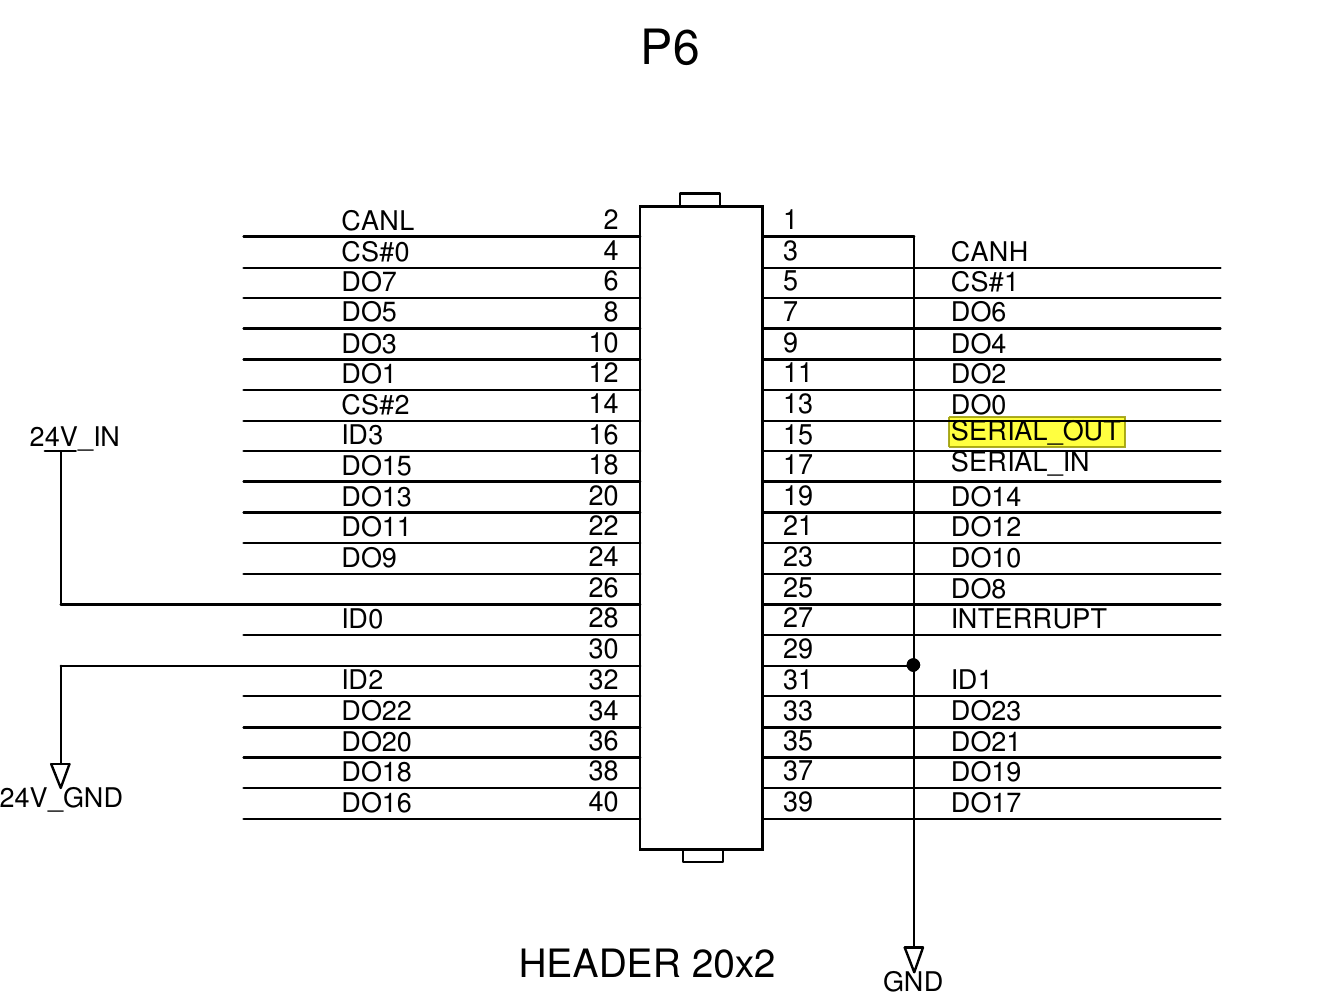 P6
CANL 2 1
CS#0 4 3 CANH
DO7 6 5 CS#1
DO5 8 7 DO6
DO3 10 9 DO4
DO1 12 11 DO2
CS#2 14 13 DO0
24V_IN ID3 16 15 SERIAL_OUT
DO15 18 17 SERIAL_IN
DO13 20 19 DO14
DO11 22 21 DO12
DO9 24 23 DO10
26 25 DO8
ID0 28 27 INTERRUPT
30 29
ID2 32 31 ID1
DO22 34 33 DO23
DO20 36 35 DO21
DO18 38 37 DO19
24V_GND DO16 40 39 DO17
HEADER 20x2
GND